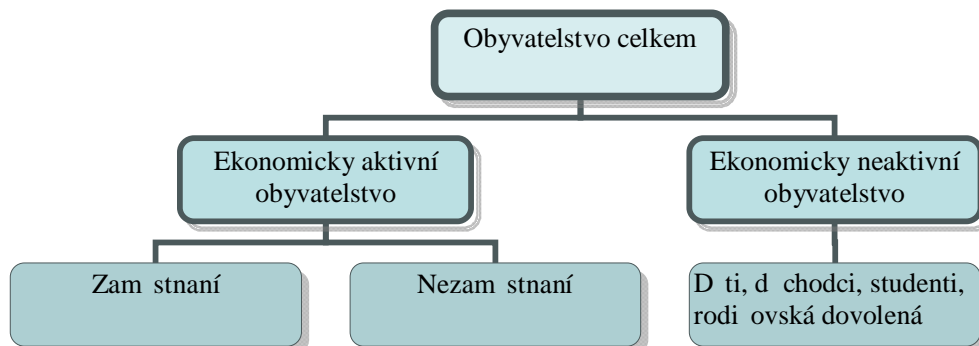 Obyvatelstvo celkem
Ekonomicky aktivní
obyvatelstvo
Ekonomicky neaktivní
obyvatelstvo
Zam stnaní
Nezam stnaní
D ti, d chodci, studenti,
rodi ovská dovolená